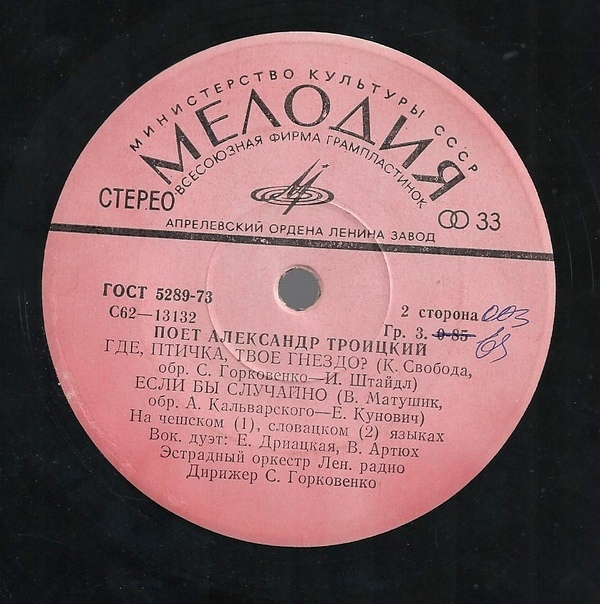 МИНИСТЕРСТВО КУЛЬТУРЫ СССР
МЕЛОДИЯ
ВСЕСОЮЗНАЯ ФИРМА ГРАМПЛАСТИНОК
СТЕРЕО
33
АПРЕЛЕВСКИЙ ОРДЕНА ЛЕНИНА ЗАВОД
ГОСТ 5289-73
2 сторона 003
С62—13132
Гр. 3. 0-85
65
ПОЕТ АЛЕКСАНДР ТРОИЦКИЙ
ГДЕ, ПТИЧКА, ТВОЕ ГНЕЗДО? (К. Свобода,
обр. С. Горковенко—И. Штайдл)
ЕСЛИ БЫ СЛУЧАЙНО (В. Матушик,
обр. А. Кальварского—Е. Кунович)
На чешском (1), словацком (2) языках
Вок. дуэт: Е. Дриацкая, В. Артюх
Эстрадный оркестр Лен. радио
Дирижер С. Горковенко